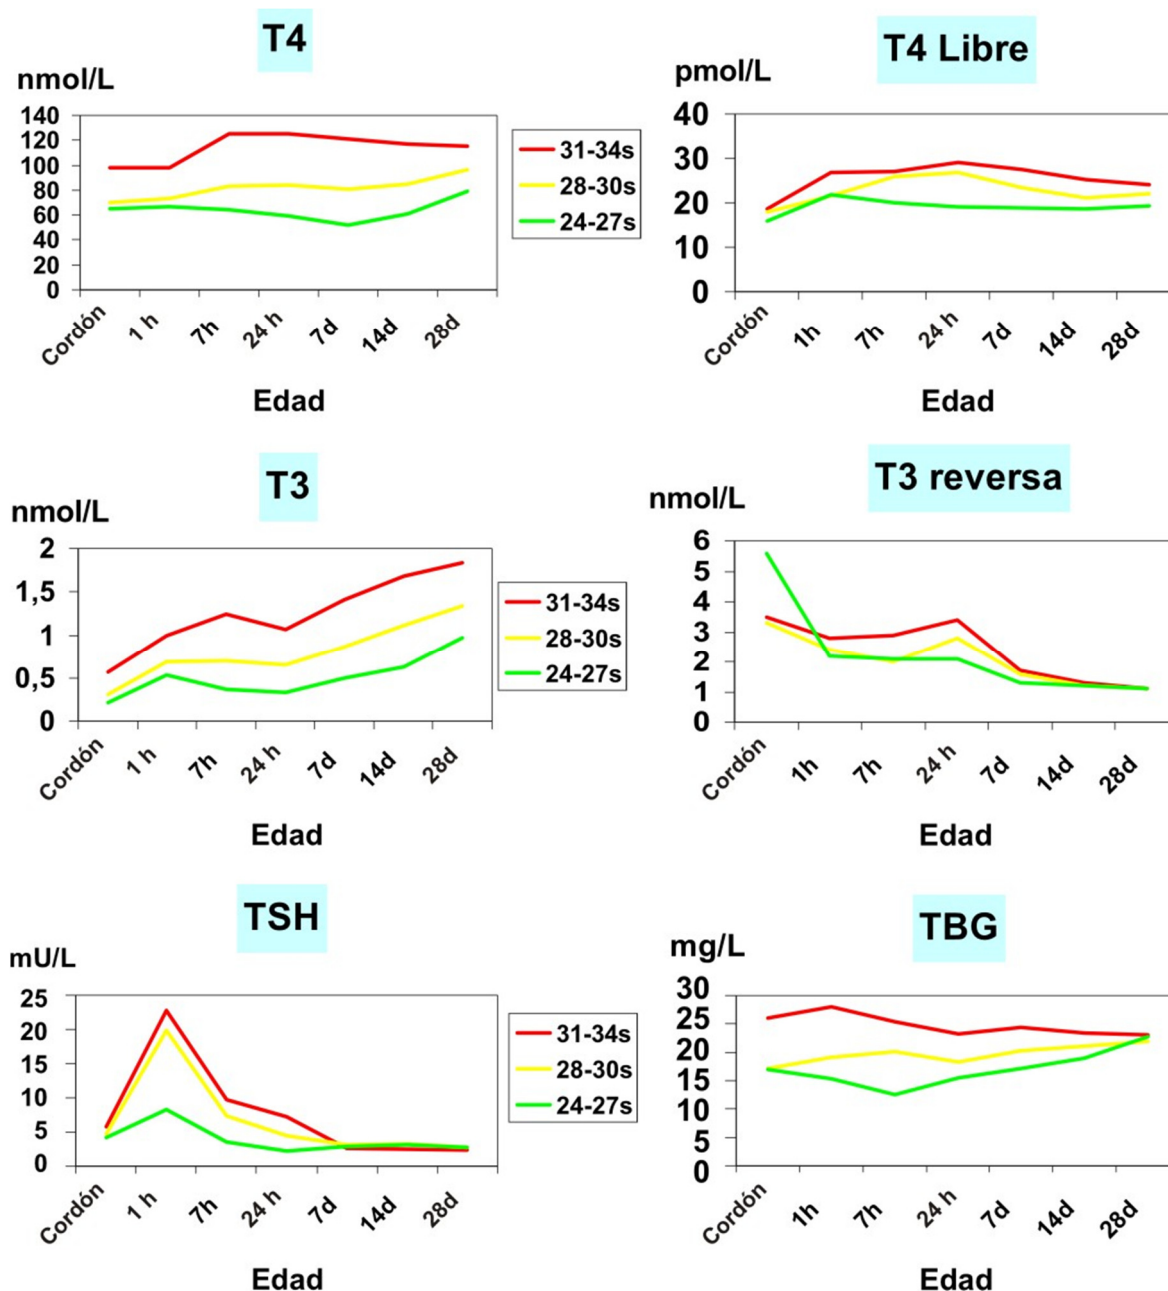 T4
nmol/L
140
120
100
80
60
40
20
0
Cordón 1 h 7h 24 h 7d 14d 28d
Edad
31-34s
28-30s
24-27s
T4 Libre
pmol/L
40
30
20
10
0
Cordón 1h 7h 24 h 7d 14d 28d
Edad
T3
nmol/L
2
1,5
1
0,5
0
Cordón 1 h 7h 24 h 7d 14d 28d
Edad
31-34s
28-30s
24-27s
T3 reversa
nmol/L
6
5
4
3
2
1
0
Cordón 1h 7h 24 h 7d 14d 28d
Edad
TSH
mU/L
25
20
15
10
5
0
Cordón 1 h 7h 24 h 7d 14d 28d
Edad
31-34s
28-30s
24-27s
TBG
mg/L
30
25
20
15
10
5
0
Cordón 1h 7h 24 h 7d 14d 28d
Edad